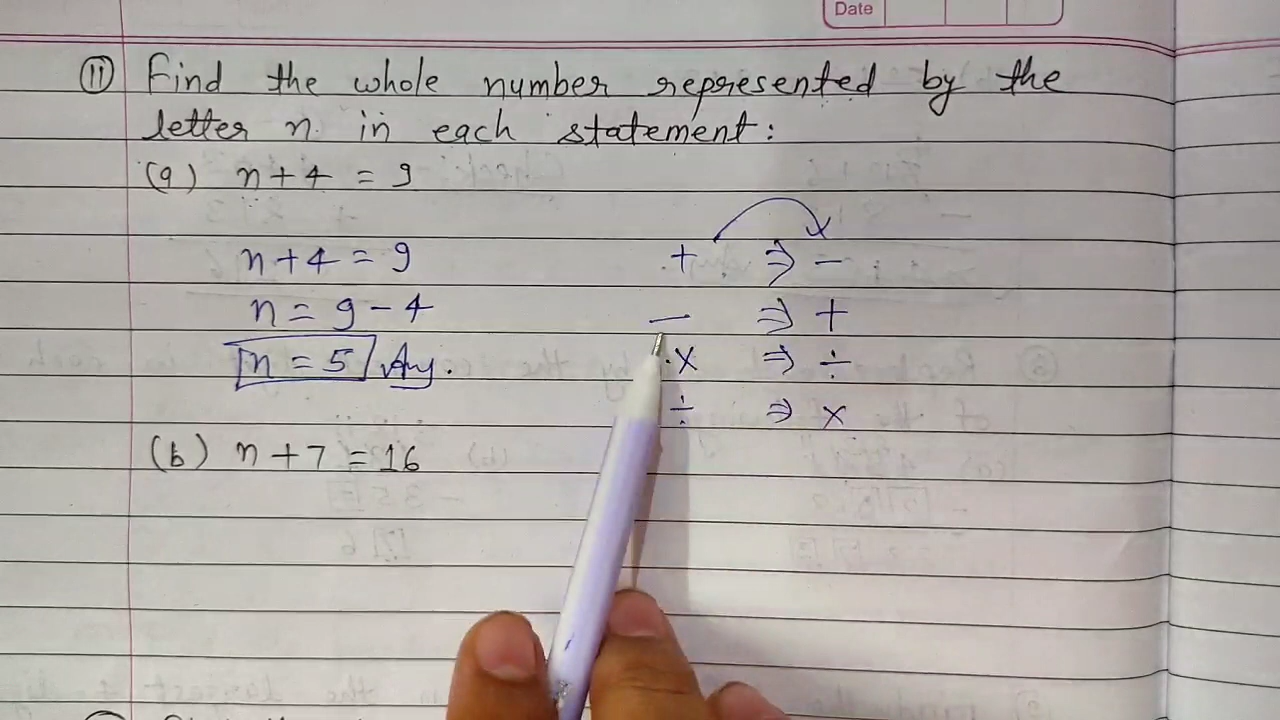 Date
11 Find the whole number represented by the
letter n in each statement:
(a) n + 4 = 9
n + 4 = 9
n = 9 - 4
n = 5 Ans.
+ ⇒ -
- ⇒ +
x ⇒ ÷
÷ ⇒ x
(b) n + 7 = 16